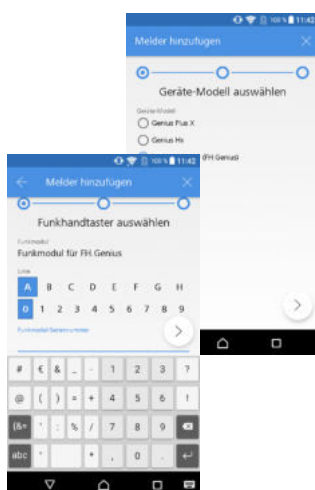 100 % 11:42
Melder hinzufügen
Geräte-Modell auswählen
Geräte-Modell
Genius Plus X
Genius Hx
(FH Genius)
100 % 11:42
Melder hinzufügen
Funkhandtaster auswählen
Funkmodul
Funkmodul für FH Genius
Linie
A B C D E F G H
0 1 2 3 4 5 6 7 8 9
Funkmodul-Seriennummer
# € & _ - 1 2 3 ?
@ ( ) = + 4 5 6 !
{&= " : % / 7 8 9
abc ' * , 0 .